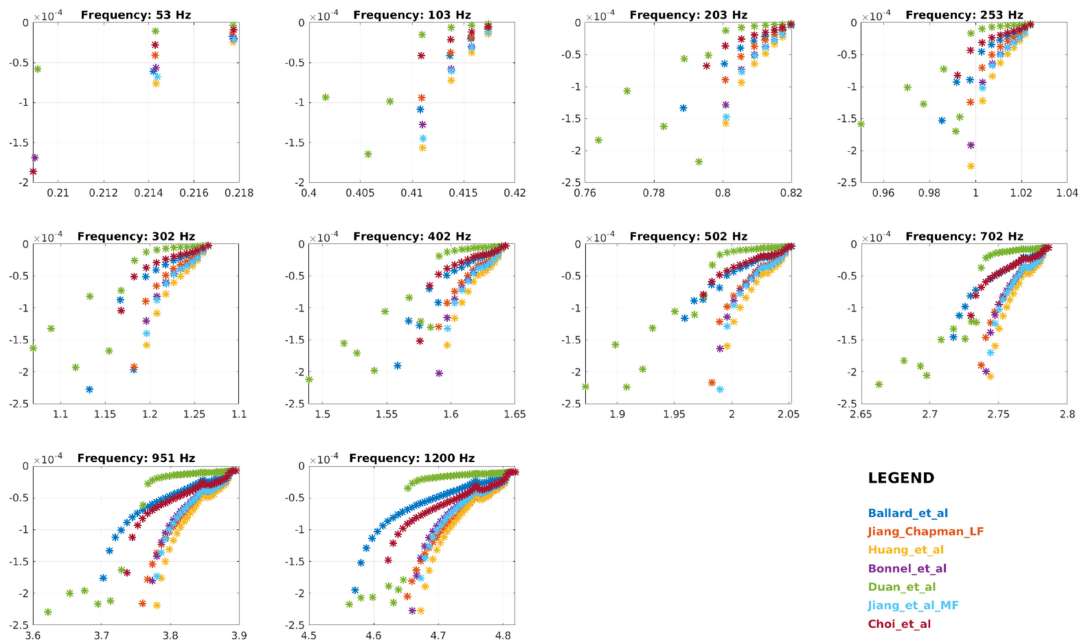 ×10⁻⁴ Frequency: 53 Hz
0
-0.5
-1
-1.5
-2
0.21 0.212 0.214 0.216 0.218
×10⁻⁴ Frequency: 103 Hz
0
-0.5
-1
-1.5
-2
0.4 0.405 0.41 0.415 0.42
×10⁻⁴ Frequency: 203 Hz
0
-0.5
-1
-1.5
-2
-2.5
0.76 0.78 0.8 0.82
×10⁻⁴ Frequency: 253 Hz
0
-0.5
-1
-1.5
-2
-2.5
0.96 0.98 1 1.02 1.04
×10⁻⁴ Frequency: 302 Hz
0
-0.5
-1
-1.5
-2
-2.5
1.1 1.15 1.2 1.25 1.1
×10⁻⁴ Frequency: 402 Hz
0
-0.5
-1
-1.5
-2
-2.5
1.5 1.55 1.6 1.65
×10⁻⁴ Frequency: 502 Hz
0
-0.5
-1
-1.5
-2
-2.5
1.9 1.95 2 2.05
×10⁻⁴ Frequency: 702 Hz
0
-0.5
-1
-1.5
-2
-2.5
2.65 2.7 2.75 2.8
×10⁻⁴ Frequency: 951 Hz
0
-0.5
-1
-1.5
-2
-2.5
3.6 3.7 3.8 3.9
×10⁻⁴ Frequency: 1200 Hz
0
-0.5
-1
-1.5
-2
-2.5
4.5 4.6 4.7 4.8
LEGEND
Ballard_et_al
Jiang_Chapman_LF
Huang_et_al
Bonnel_et_al
Duan_et_al
Jiang_et_al_MF
Choi_et_al